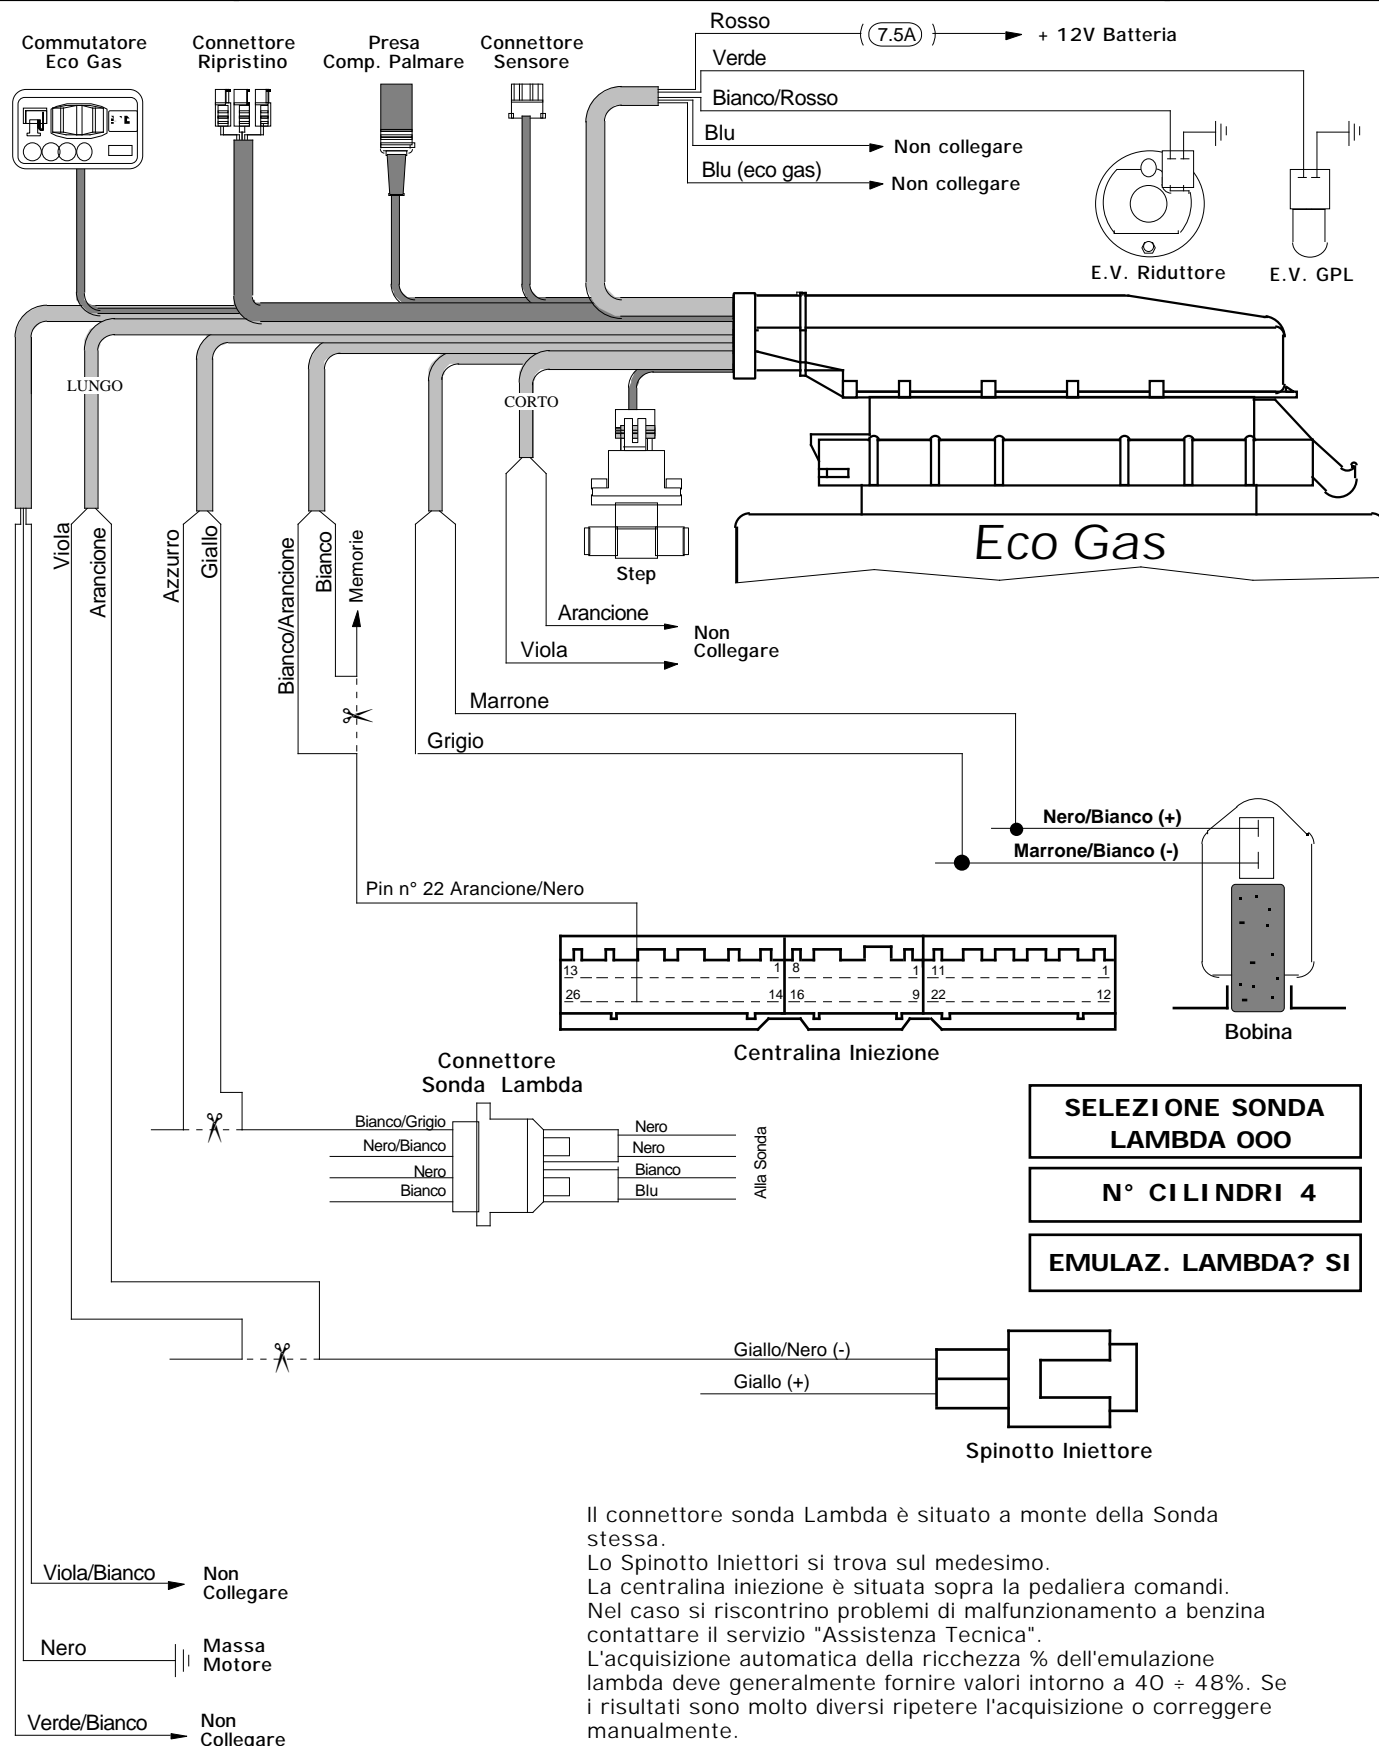 Commutatore
Eco Gas
Connettore
Ripristino
Presa
Comp. Palmare
Connettore
Sensore
Rosso
7.5A
+ 12V Batteria
Verde
Bianco/Rosso
Blu
Non collegare
Blu (eco gas)
Non collegare
E.V. Riduttore
E.V. GPL
LUNGO
CORTO
Viola
Arancione
Azzurro
Giallo
Bianco/Arancione
Bianco
Memorie
Step
Eco Gas
Arancione
Viola
Non
Collegare
Marrone
Grigio
Nero/Bianco (+)
Marrone/Bianco (-)
Pin n° 22 Arancione/Nero
13 1 8 1 11 1
26 14 16 9 22 12
Centralina Iniezione
Bobina
Connettore
Sonda Lambda
Bianco/Grigio
Nero/Bianco
Nero
Bianco
Nero
Nero
Bianco
Blu
Alla Sonda
SELEZIONE SONDA
LAMBDA 000
N° CILINDRI 4
EMULAZ. LAMBDA? SI
Giallo/Nero (-)
Giallo (+)
Spinotto Iniettore
Il connettore sonda Lambda è situato a monte della Sonda
stessa.
Lo Spinotto Iniettori si trova sul medesimo.
La centralina iniezione è situata sopra la pedaliera comandi.
Nel caso si riscontrino problemi di malfunzionamento a benzina
contattare il servizio "Assistenza Tecnica".
L'acquisizione automatica della ricchezza % dell'emulazione
lambda deve generalmente fornire valori intorno a 40 ÷ 48%. Se
i risultati sono molto diversi ripetere l'acquisizione o correggere
manualmente.
Viola/Bianco
Non
Collegare
Nero
Massa
Motore
Verde/Bianco
Non
Collegare